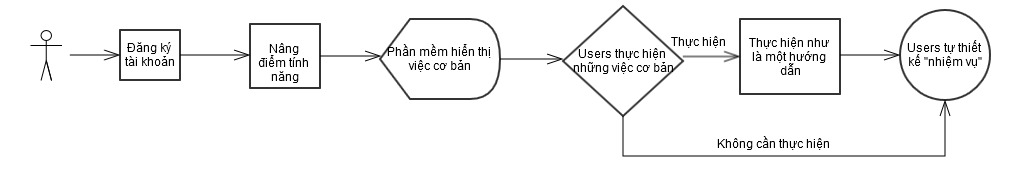 Đăng ký
tài khoản
Nâng
điểm tính
năng
Phần mềm hiển thị
việc cơ bản
Users thực hiện
những việc cơ bản
Thực hiện
Thực hiện như
là một hướng
dẫn
Users tự thiết
kế "nhiệm vụ"
Không cần thực hiện